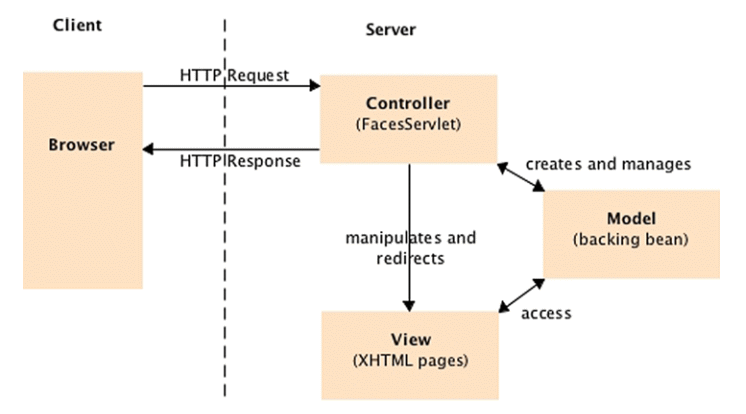 Client
Server
HTTP Request
Controller
(FacesServlet)
Browser
HTTP Response
creates and manages
Model
(backing bean)
manipulates and
redirects
access
View
(XHTML pages)